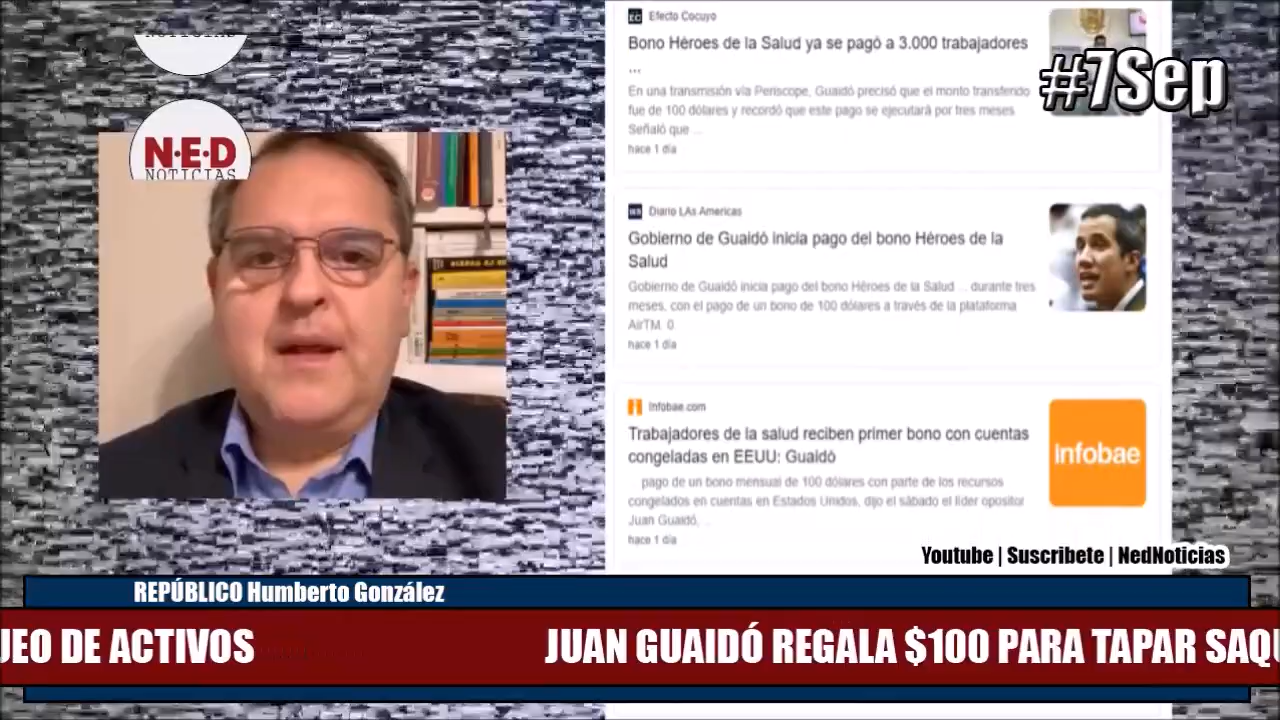 NOTICIAS
N·E·D
NOTICIAS
#7Sep
Efecto Cocuyo
Bono Héroes de la Salud ya se pagó a 3.000 trabajadores
...
En una transmisión vía Periscope, Guaidó precisó que el monto transferido
fue de 100 dólares y recordó que este pago se ejecutará por tres meses
Señaló que ...
hace 1 día
Diario LAs Americas
Gobierno de Guaidó inicia pago del bono Héroes de la
Salud
Gobierno de Guaidó inicia pago del bono Héroes de la Salud ... durante tres
meses, con el pago de un bono de 100 dólares a través de la plataforma
AirTM. 0
hace 1 día
Infobae.com
Trabajadores de la salud reciben primer bono con cuentas
congeladas en EEUU: Guaidó
pago de un bono mensual de 100 dólares con parte de los recursos
congelados en cuentas en Estados Unidos, dijo el sábado el líder opositor
Juan Guaidó, ...
hace 1 día
infobae
Youtube | Suscribete | NedNoticias
REPÚBLICO Humberto González
JEO DE ACTIVOS
JUAN GUAIDÓ REGALA $100 PARA TAPAR SAQU